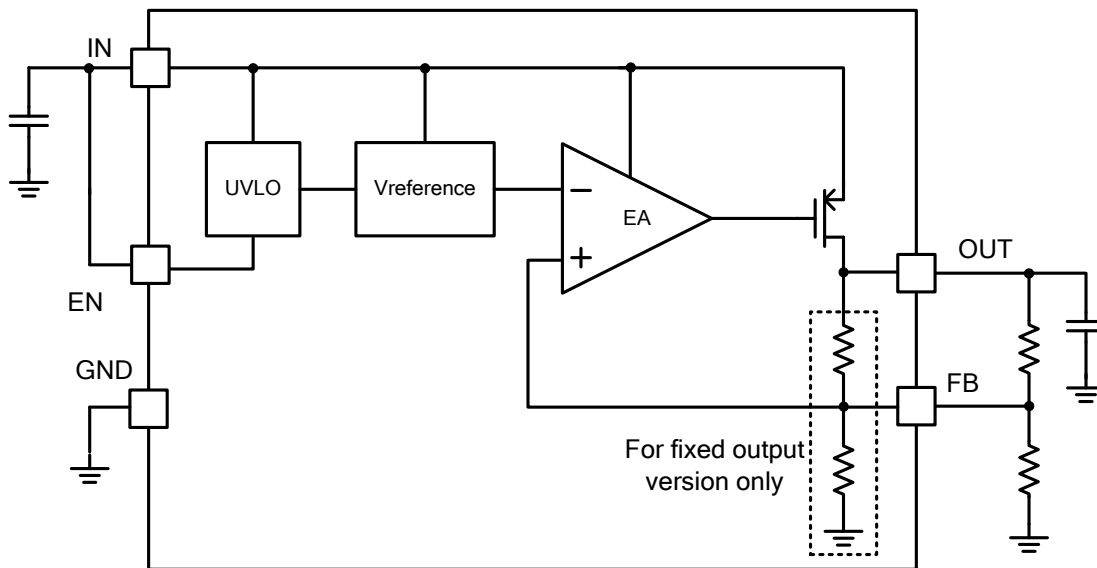 IN
UVLO
Vreference
−
EA
+
OUT
EN
GND
FB
For fixed output
version only